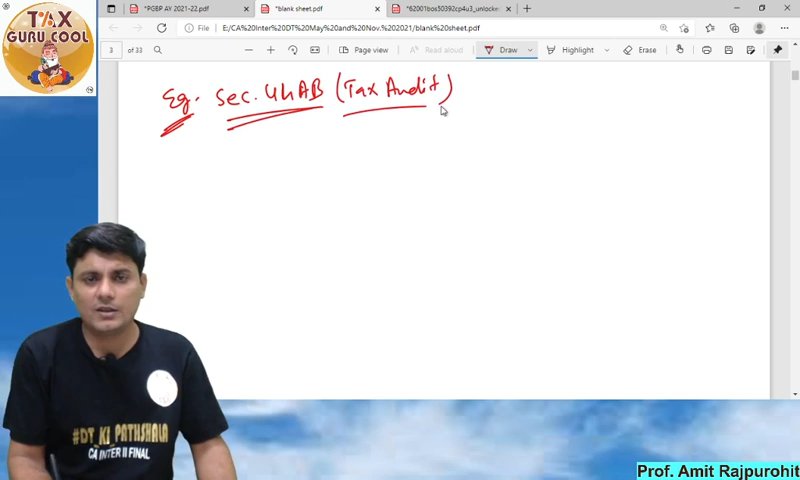 TAX
GURU COOL
*PGBP AY 2021-22.pdf
*blank sheet.pdf
*62001bos50392cp4u3_unlocked
File
E:/CA%20Inter%20DT%20May%20and%20Nov.%202021/blank%20sheet.pdf
3 of 33
Page view
Read aloud
Draw
Highlight
Erase
Eg. Sec. 44AB (Tax Audit)
#DT_KI_PATHSHALA
CA INTER II FINAL
Prof. Amit Rajpurohit